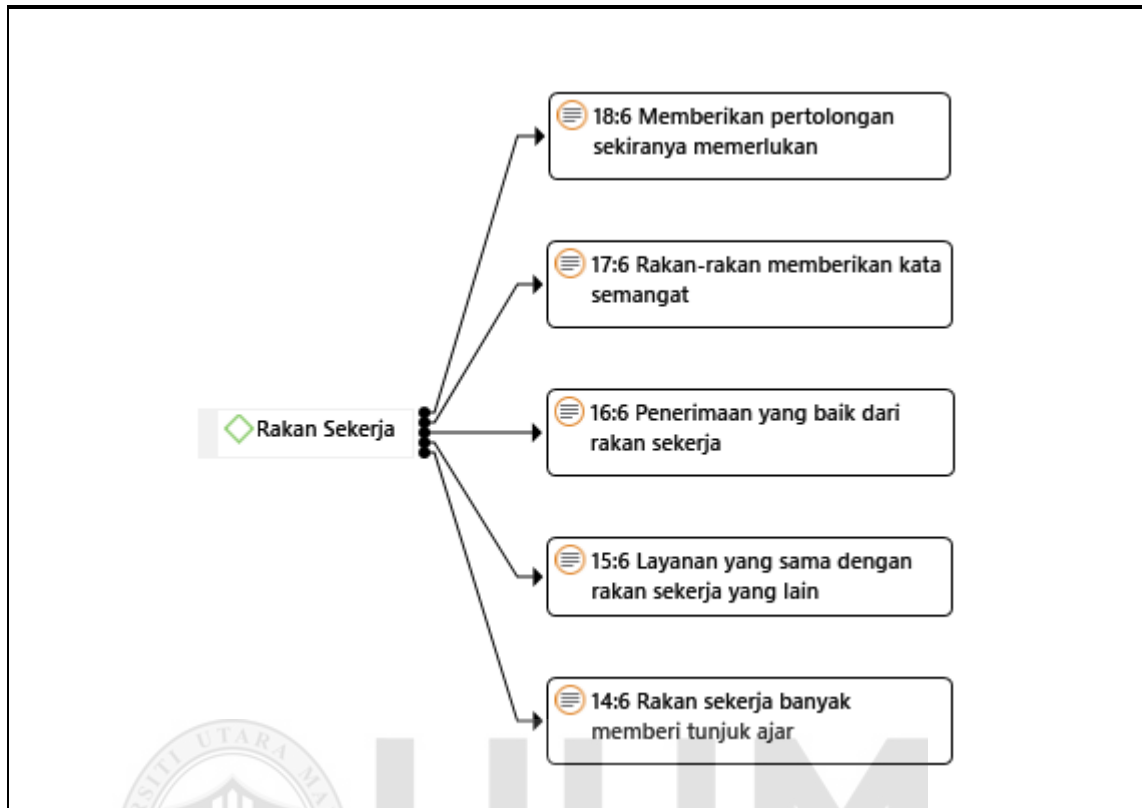 18:6 Memberikan pertolongan
sekiranya memerlukan
17:6 Rakan-rakan memberikan kata
semangat
16:6 Penerimaan yang baik dari
rakan sekerja
Rakan Sekerja
15:6 Layanan yang sama dengan
rakan sekerja yang lain
14:6 Rakan sekerja banyak
memberi tunjuk ajar
UTARA
UUM